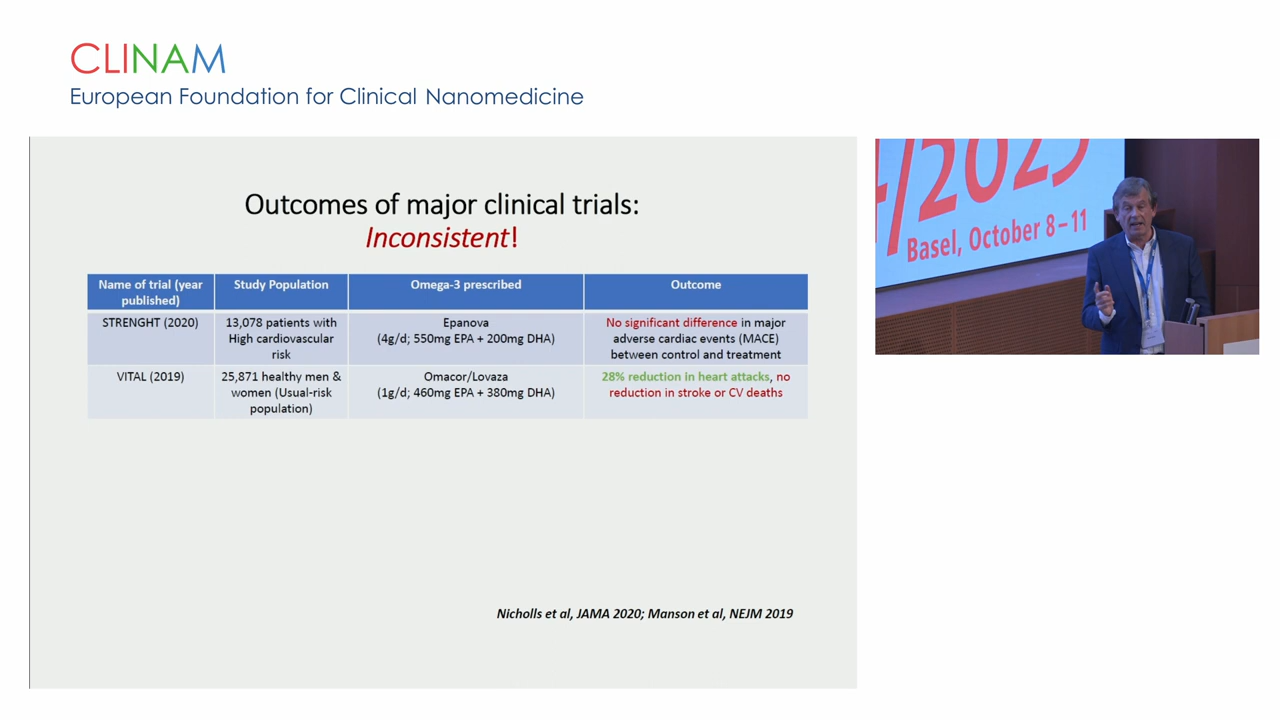 CLINAM
European Foundation for Clinical Nanomedicine
Outcomes of major clinical trials:
Inconsistent!
Name of trial (year
published)
Study Population
Omega-3 prescribed
Outcome
STRENGHT (2020)
13,078 patients with
High cardiovascular
risk
Epanova
(4g/d; 550mg EPA + 200mg DHA)
No significant difference in major
adverse cardiac events (MACE)
between control and treatment
VITAL (2019)
25,871 healthy men &
women (Usual-risk
population)
Omacor/Lovaza
(1g/d; 460mg EPA + 380mg DHA)
28% reduction in heart attacks, no
reduction in stroke or CV deaths
Nicholls et al, JAMA 2020; Manson et al, NEJM 2019
Basel, October 8–11